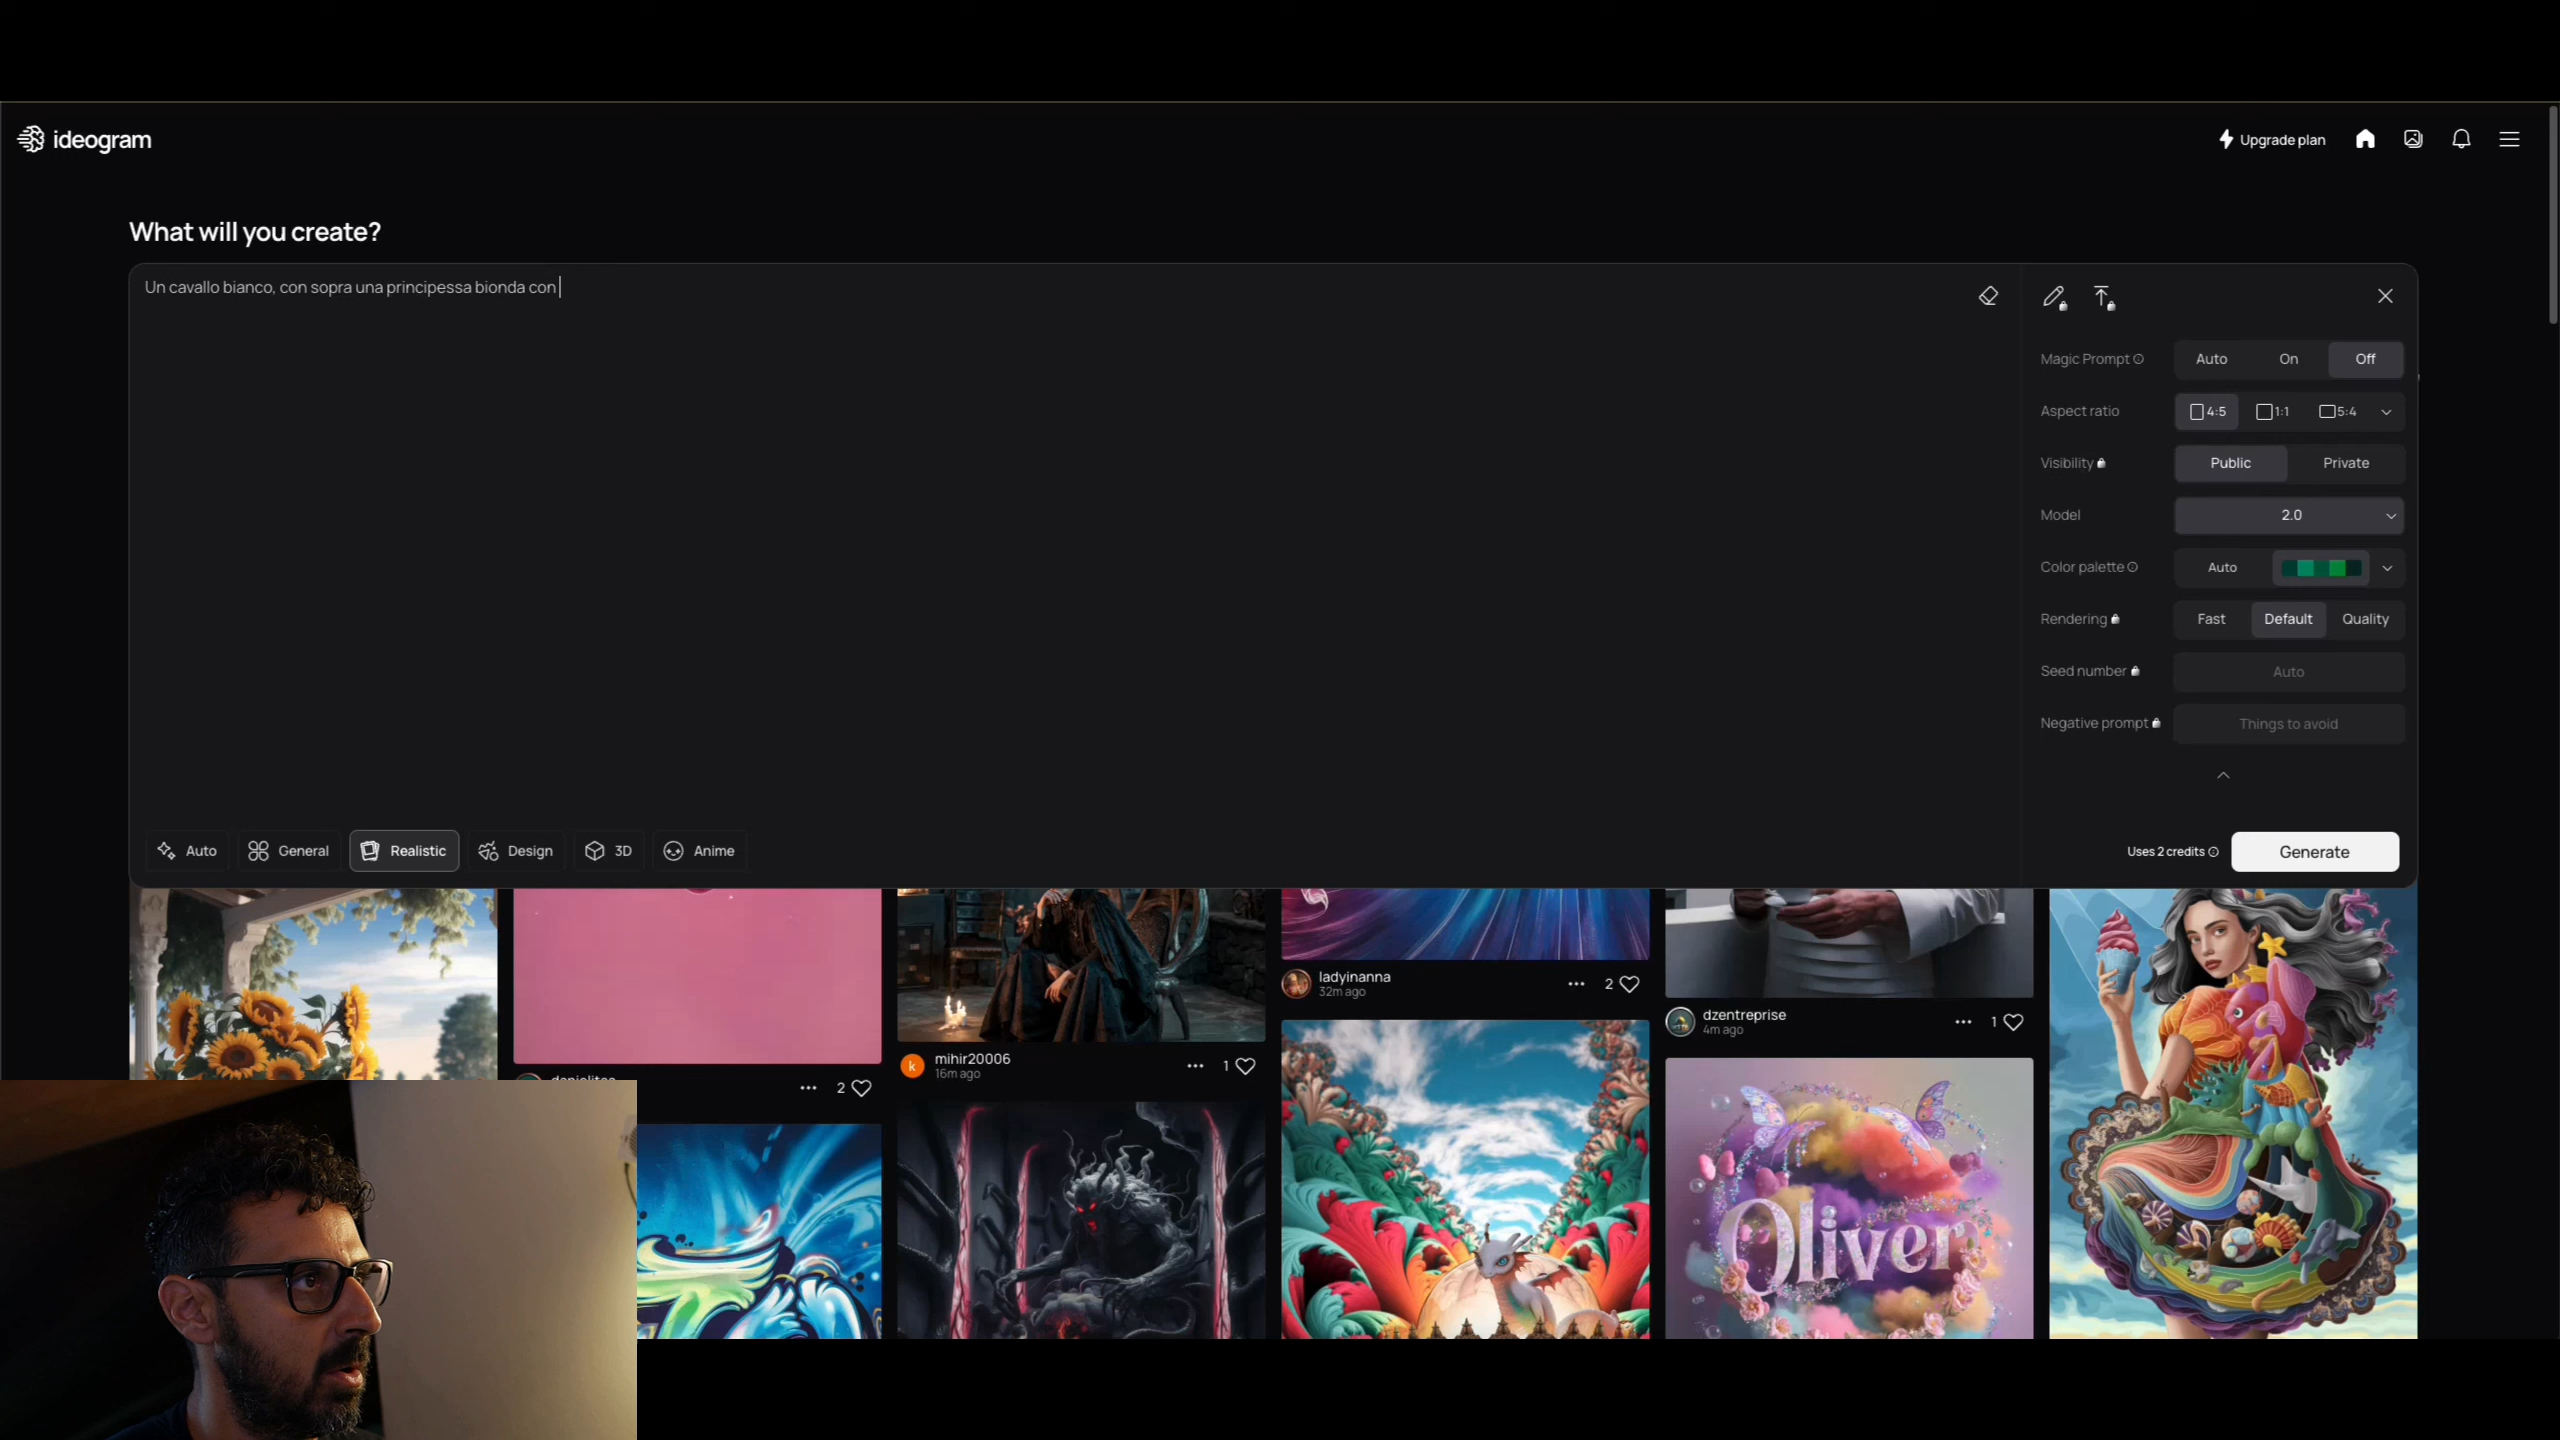 ideogram
Upgrade plan
What will you create?
Un cavallo bianco, con sopra una principessa bionda con
Magic Prompt
Auto
On
Off
Aspect ratio
4:5
1:1
5:4
Visibility
Public
Private
Model
2.0
Color palette
Auto
Rendering
Fast
Default
Quality
Seed number
Auto
Negative prompt
Things to avoid
Auto
General
Realistic
Design
3D
Anime
Uses 2 credits
Generate
2
k
mihir20006
16m ago
1
ladyinanna
32m ago
2
dzentreprise
4m ago
1
Oliver